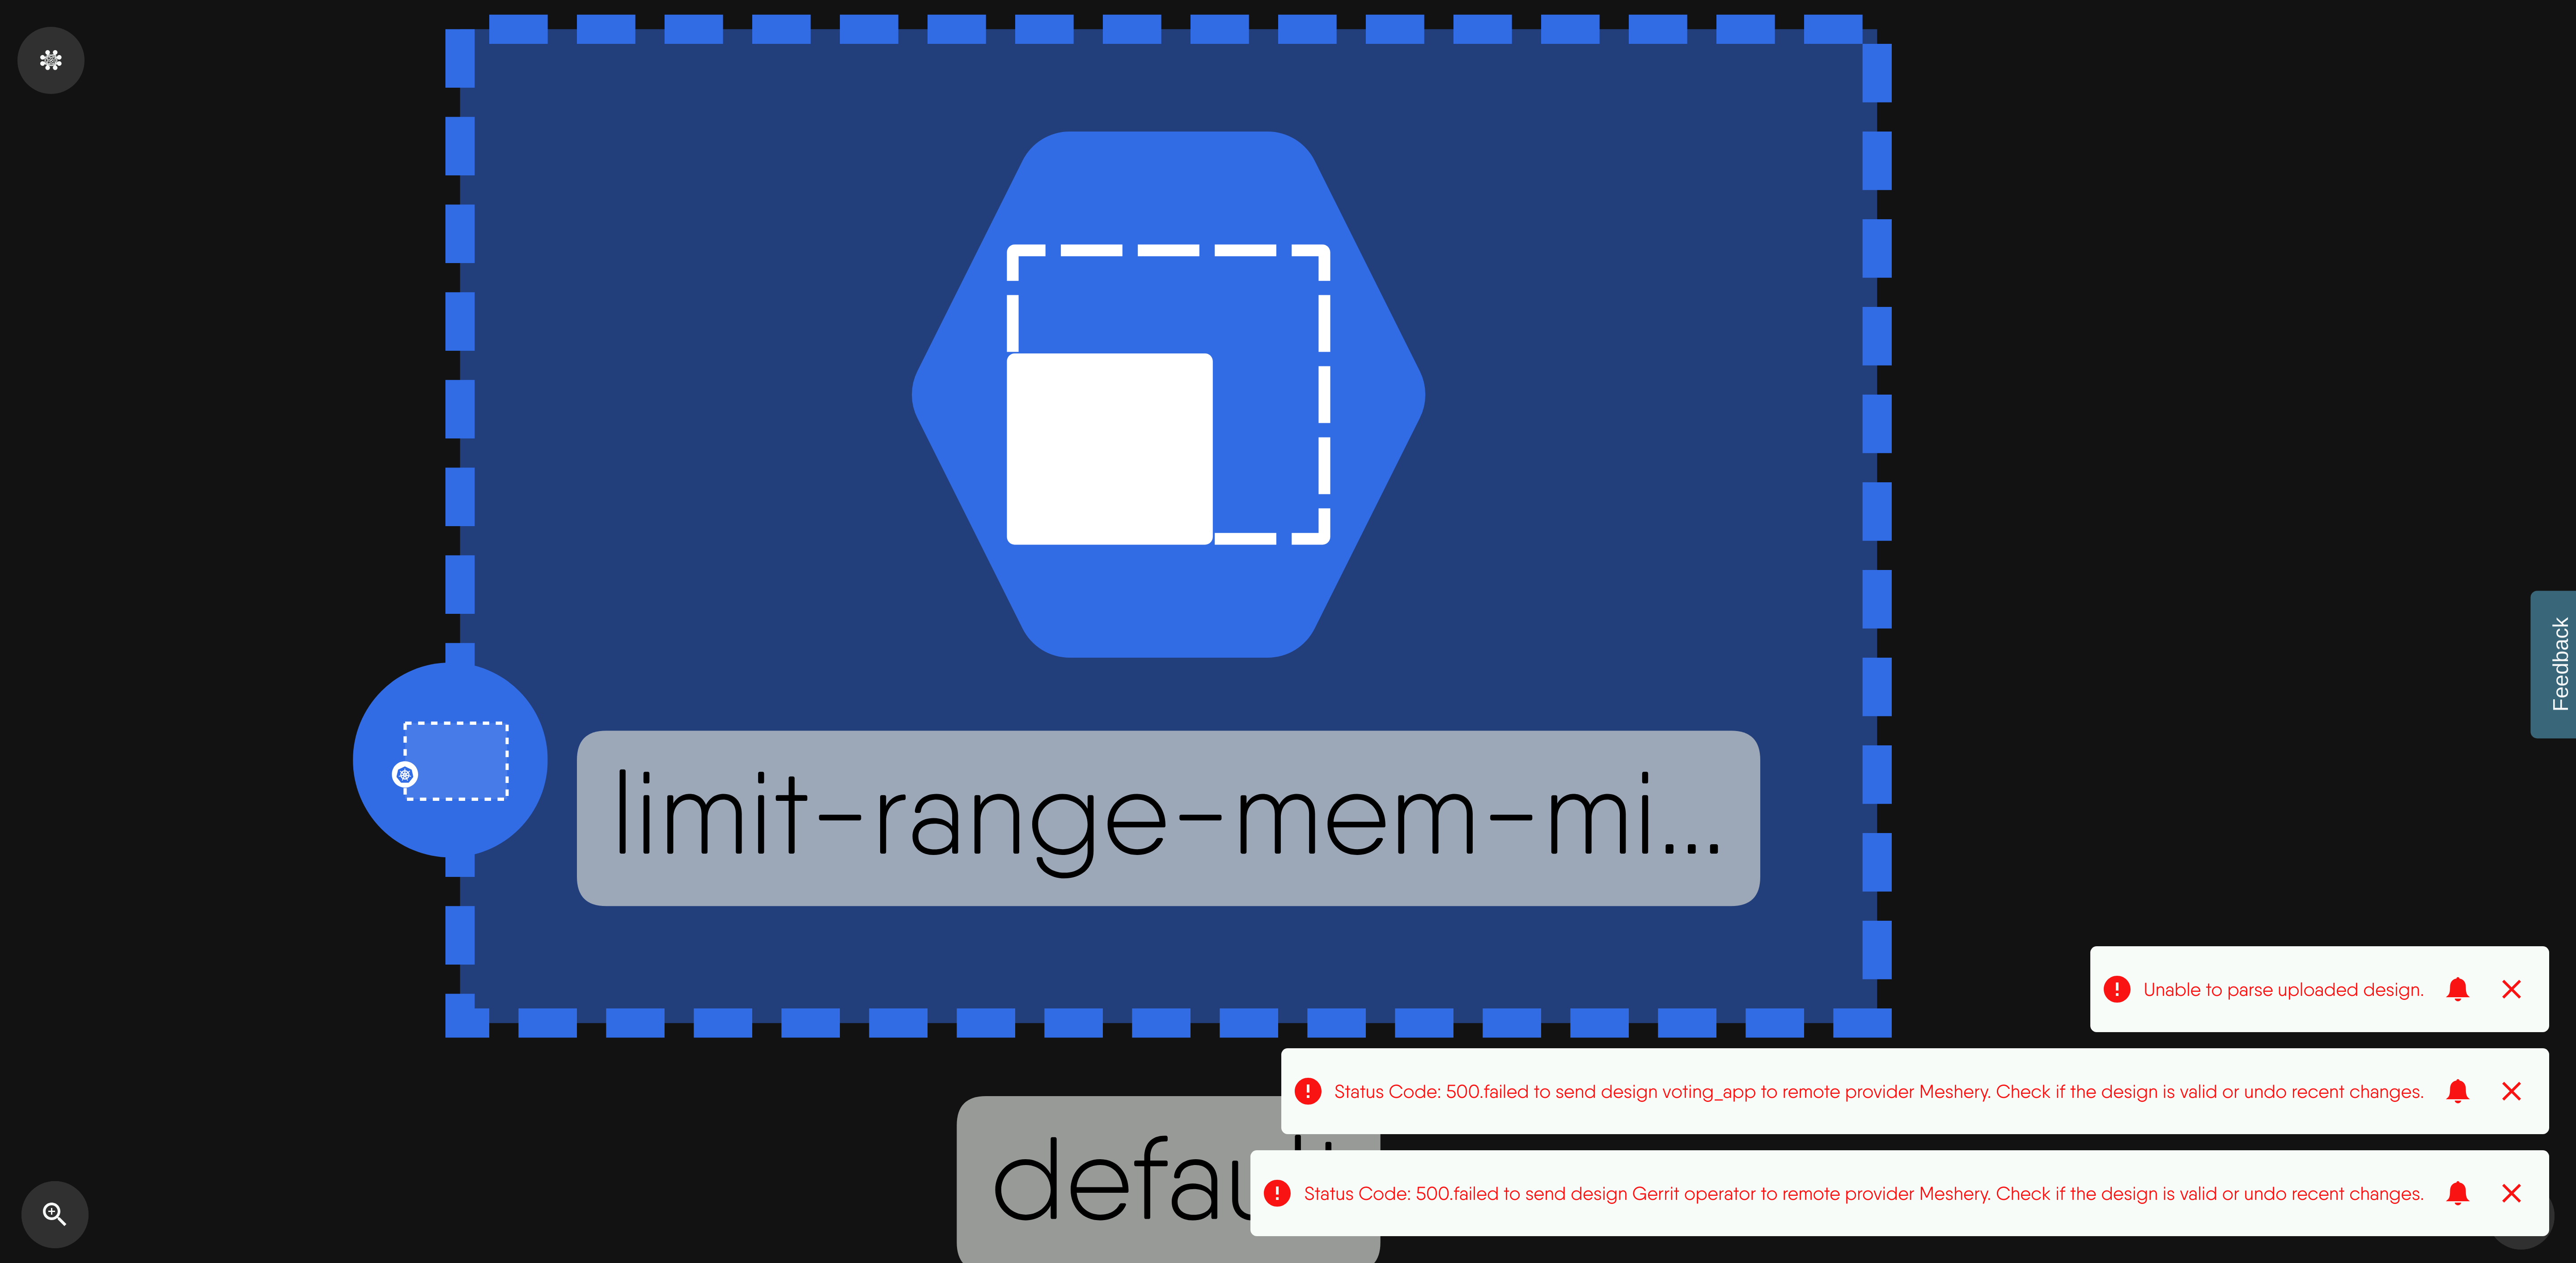 Feedback
limit-range-mem-mi...
Unable to parse uploaded design.
Status Code: 500.failed to send design voting_app to remote provider Meshery. Check if the design is valid or undo recent changes.
Status Code: 500.failed to send design Gerrit operator to remote provider Meshery. Check if the design is valid or undo recent changes.